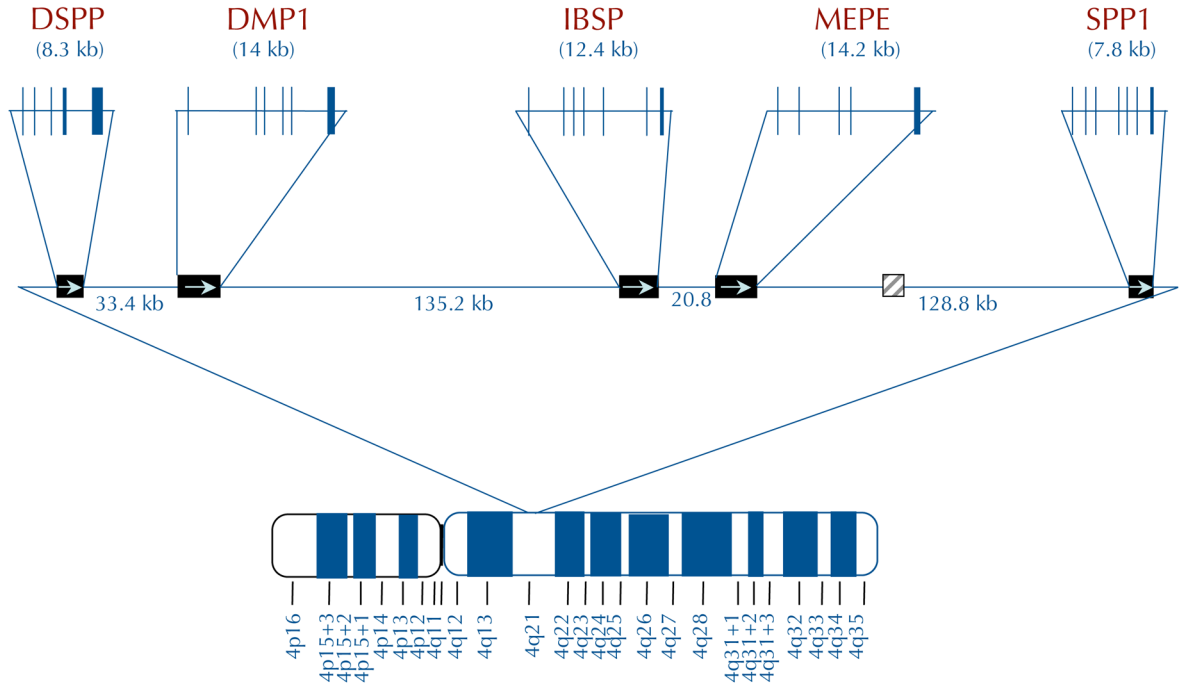 DSPP DMP1 IBSP MEPE SPP1
(8.3 kb) (14 kb) (12.4 kb) (14.2 kb) (7.8 kb)
33.4 kb 135.2 kb 20.8 128.8 kb
4p16 4p15+3 4p15+2 4p15+1 4p14 4p13 4p12 4q11 4q12 4q13 4q21 4q22 4q23 4q24 4q25 4q26 4q27 4q28 4q31+1 4q31+2 4q31+3 4q32 4q33 4q34 4q35